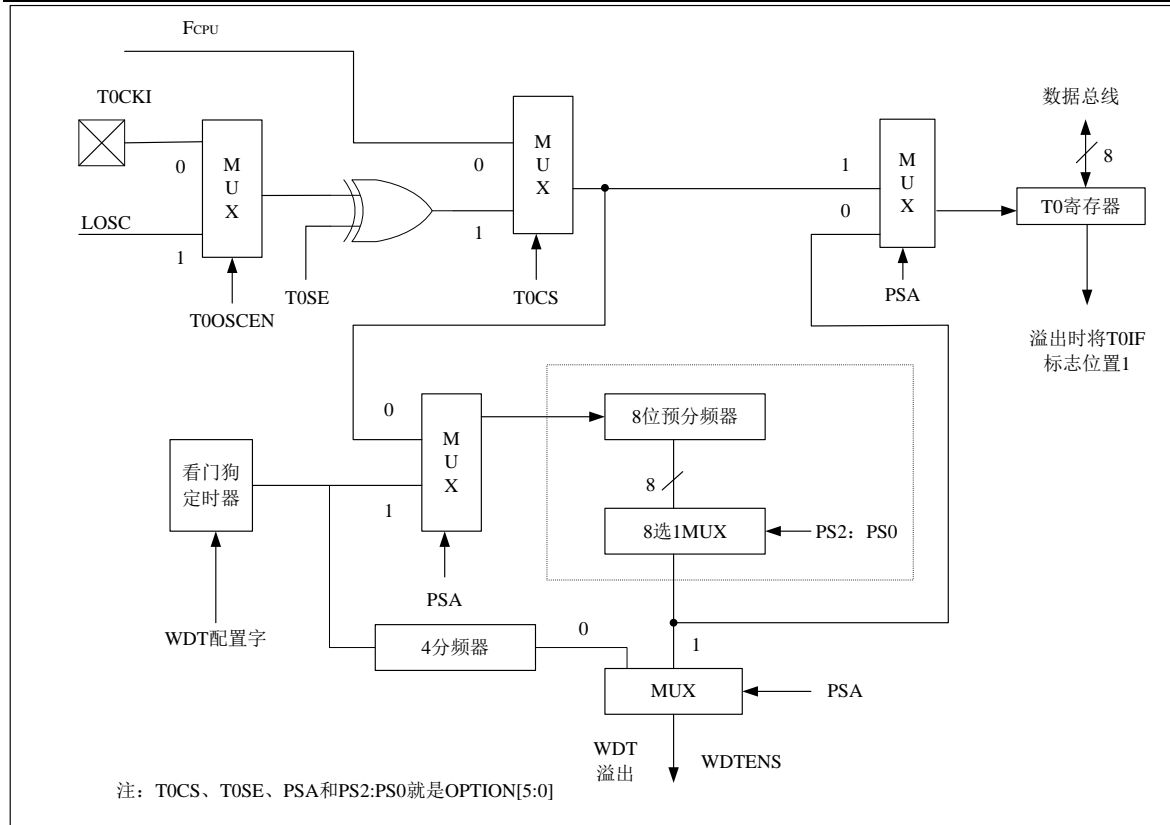 FCPU
T0CKI
数据总线
M
U
X
0
M
U
X
0
1
M
U
X
8
LOSC
1
0
T0寄存器
1
T0SE
T0CS
PSA
T0OSCEN
溢出时将T0IF
标志位置1
0
M
U
X
8位预分频器
看门狗
定时器
8
1
8选1MUX
PS2：PS0
PSA
WDT配置字
4分频器
0
1
MUX
PSA
WDT
溢出
WDTENS
注：T0CS、T0SE、PSA和PS2:PS0就是OPTION[5:0]